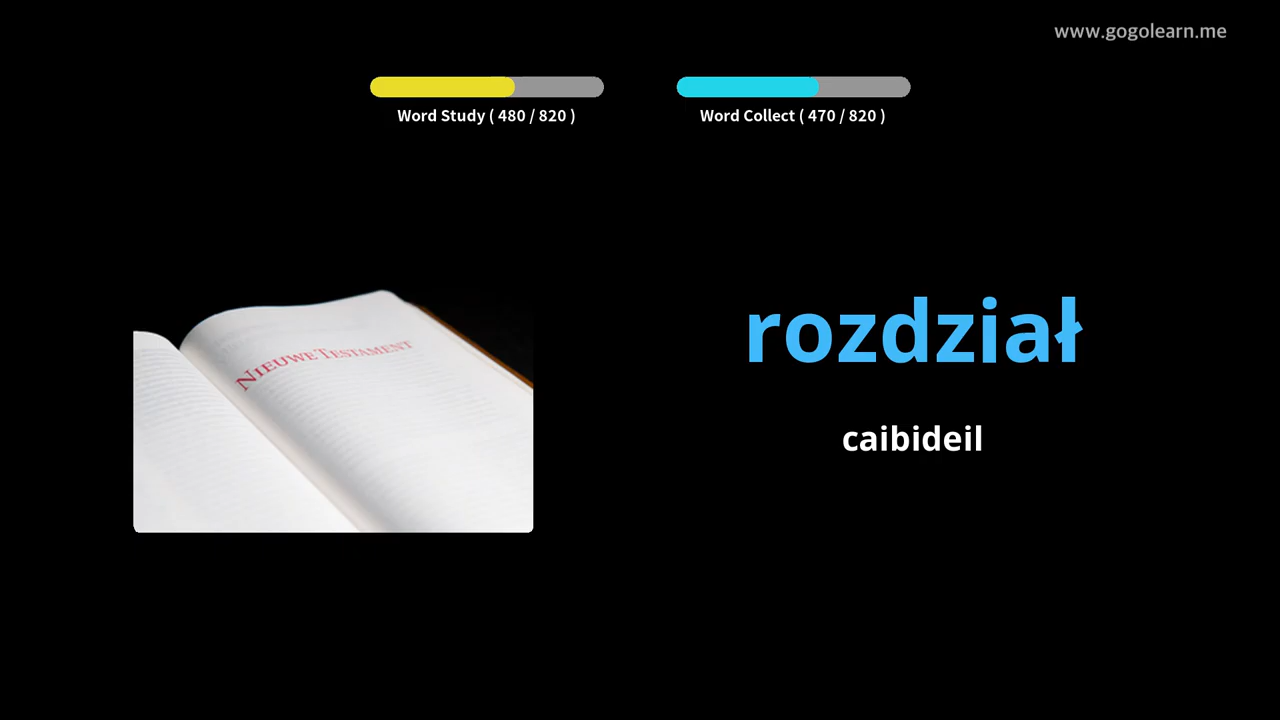 www.gogolearn.me
Word Study ( 480 / 820 )
Word Collect ( 470 / 820 )
NIEUWE TESTAMENT
rozdział
caibideil